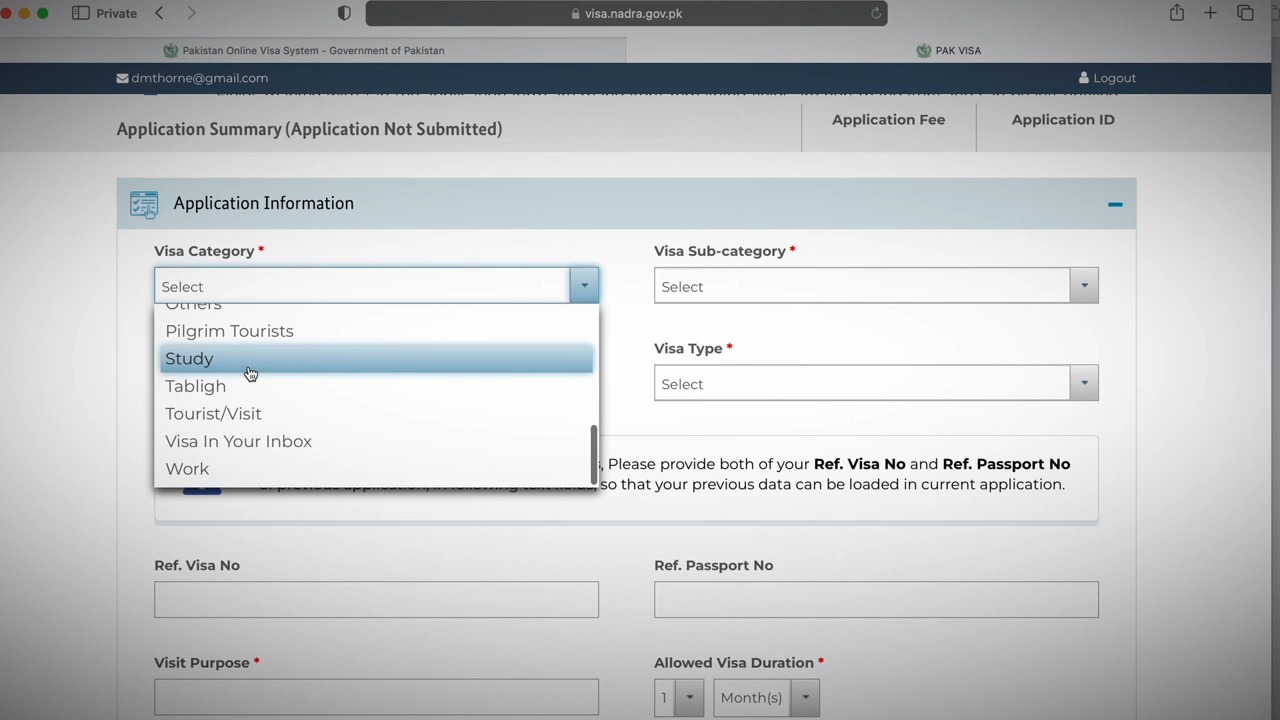 Private
visa.nadra.gov.pk
Pakistan Online Visa System - Government of Pakistan
PAK VISA
dmthorne@gmail.com
Logout
Application Summary (Application Not Submitted)
Application Fee
Application ID
Application Information
Visa Category *
Visa Sub-category *
Select
Select
Others
Pilgrim Tourists
Study
Tabligh
Tourist/Visit
Visa In Your Inbox
Work
Visa Type *
Select
Please provide both of your Ref. Visa No and Ref. Passport No
so that your previous data can be loaded in current application.
Ref. Visa No
Ref. Passport No
Visit Purpose *
Allowed Visa Duration *
1
Month(s)